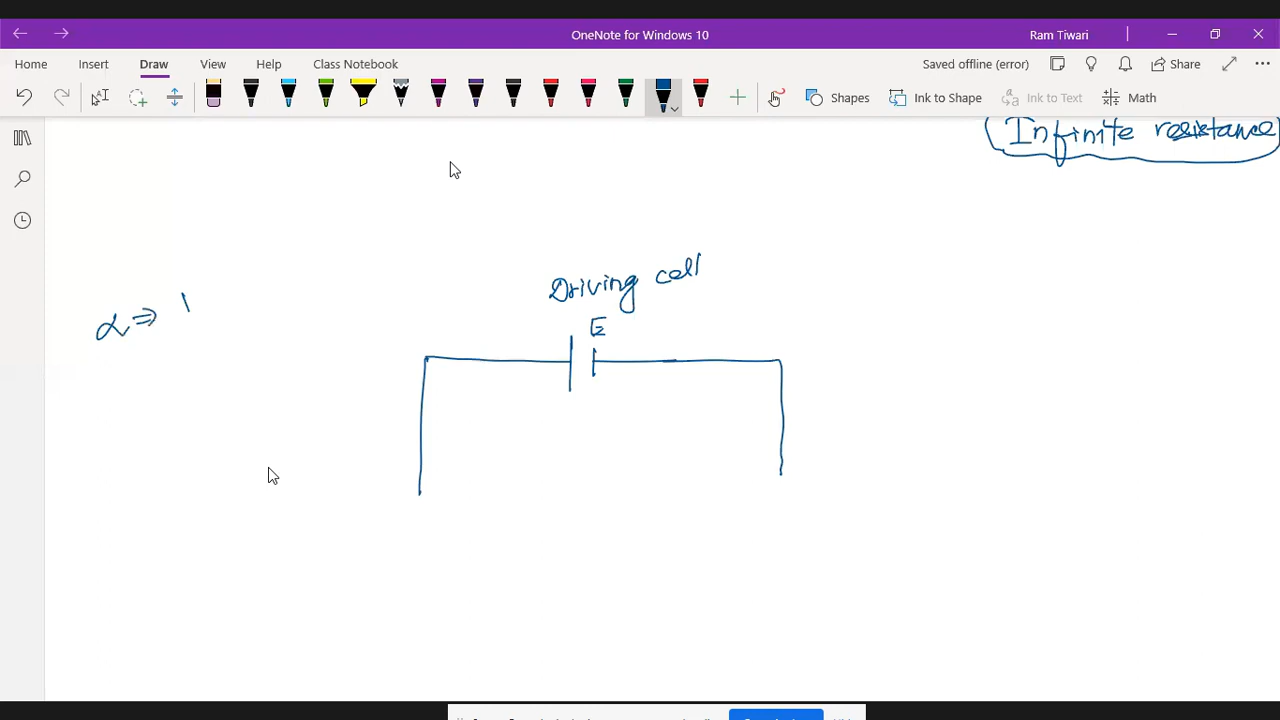 OneNote for Windows 10
Ram Tiwari
Home Insert Draw View Help Class Notebook
Saved offline (error)
Share
Shapes
Ink to Shape
Ink to Text
Math
Infinite resistance
Driving cell
E
α ⇒